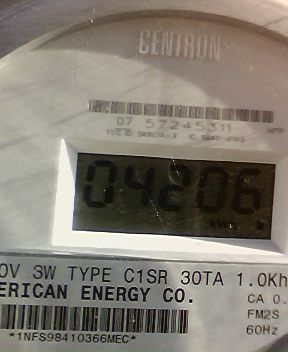 CENTRON
07 57245311
04206
0V 3W TYPE C1SR 30TA 1.0Kh
ERICAN ENERGY CO.
CA 0.
FM2S
*1NFS98410366MEC*
60Hz